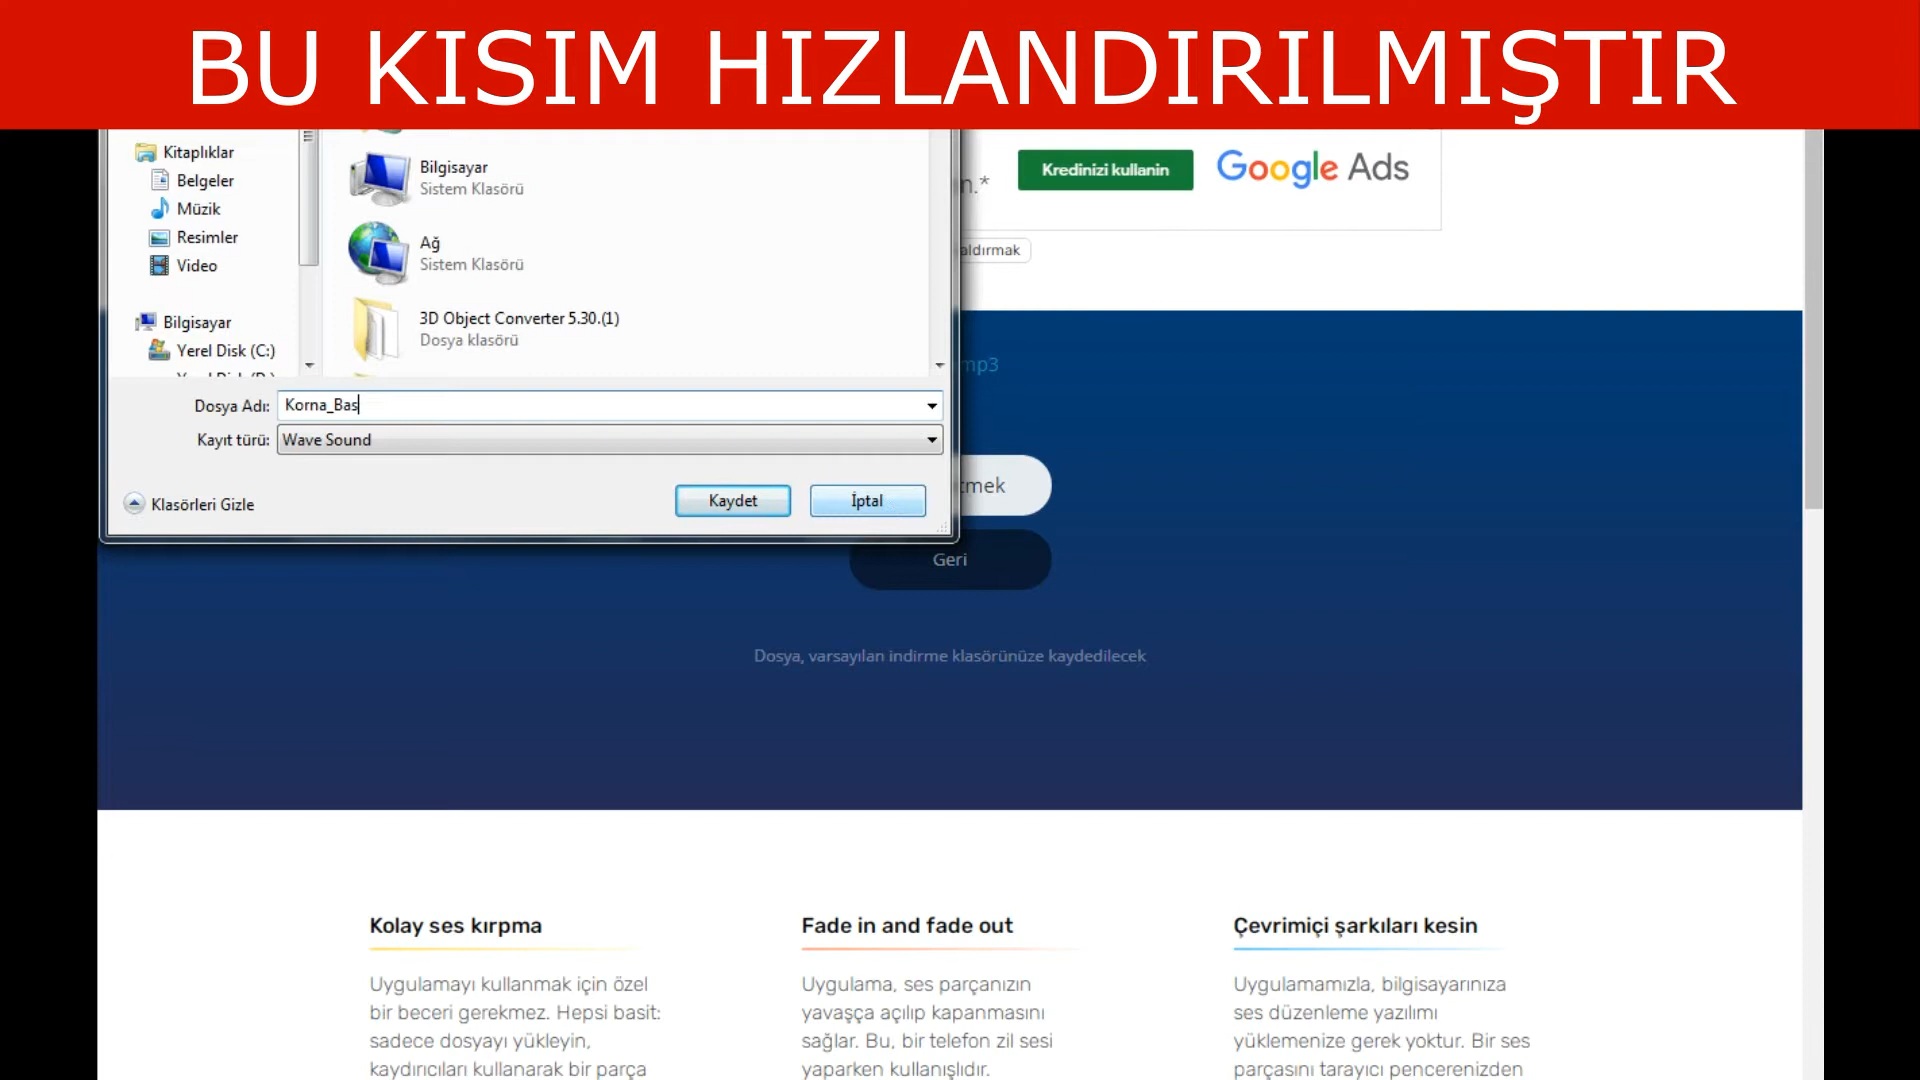 BU KISIM HIZLANDIRILMIŞTIR
Kitaplıklar
Belgeler
Müzik
Resimler
Video
Bilgisayar
Yerel Disk (C:)
Bilgisayar
Sistem Klasörü
Ağ
Sistem Klasörü
3D Object Converter 5.30.(1)
Dosya klasörü
Dosya Adı: Korna_Bas
Kayıt türü: Wave Sound
Klasörleri Gizle
Kaydet
İptal
n.*
Kredinizi kullanin
Google Ads
aldırmak
mp3
tmek
Geri
Dosya, varsayılan indirme klasörünüze kaydedilecek
Kolay ses kırpma
Uygulamayı kullanmak için özel
bir beceri gerekmez. Hepsi basit:
sadece dosyayı yükleyin,
kaydırıcıları kullanarak bir parça
Fade in and fade out
Uygulama, ses parçanızın
yavaşça açılıp kapanmasını
sağlar. Bu, bir telefon zil sesi
yaparken kullanışlıdır.
Çevrimiçi şarkıları kesin
Uygulamamızla, bilgisayarınıza
ses düzenleme yazılımı
yüklemenize gerek yoktur. Bir ses
parçasını tarayıcı pencerenizden